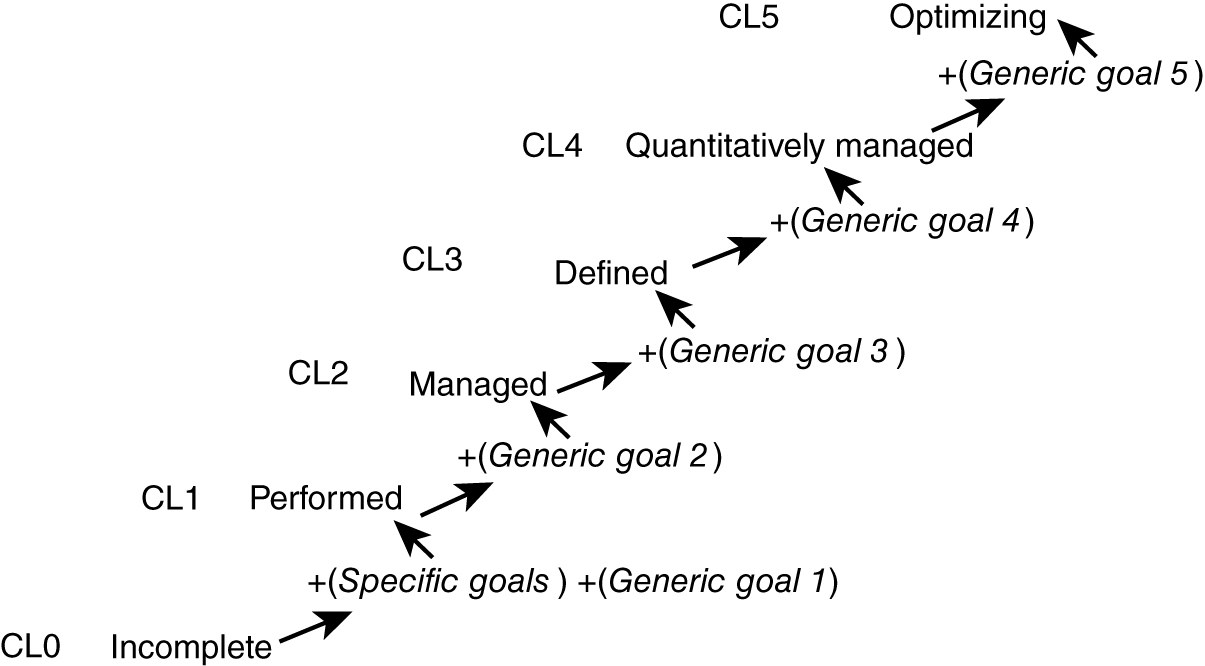 CL5 Optimizing
+(Generic goal 5)
CL4 Quantitatively managed
+(Generic goal 4)
CL3 Defined
+(Generic goal 3)
CL2 Managed
+(Generic goal 2)
CL1 Performed
+(Specific goals) +(Generic goal 1)
CL0 Incomplete